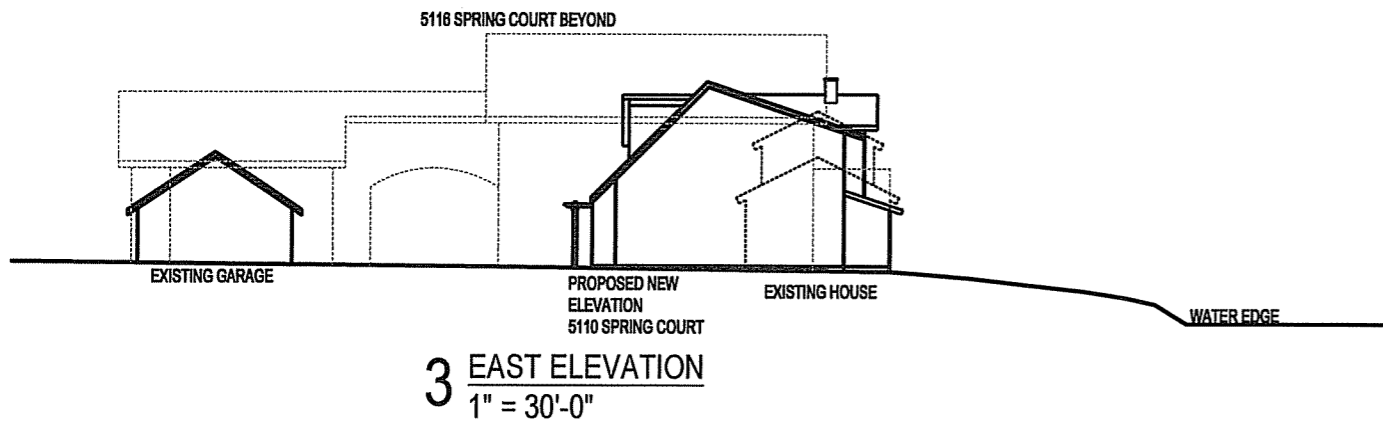 5116 SPRING COURT BEYOND
EXISTING GARAGE
PROPOSED NEW
ELEVATION
5110 SPRING COURT
EXISTING HOUSE
WATER EDGE
3 EAST ELEVATION
1" = 30'-0"